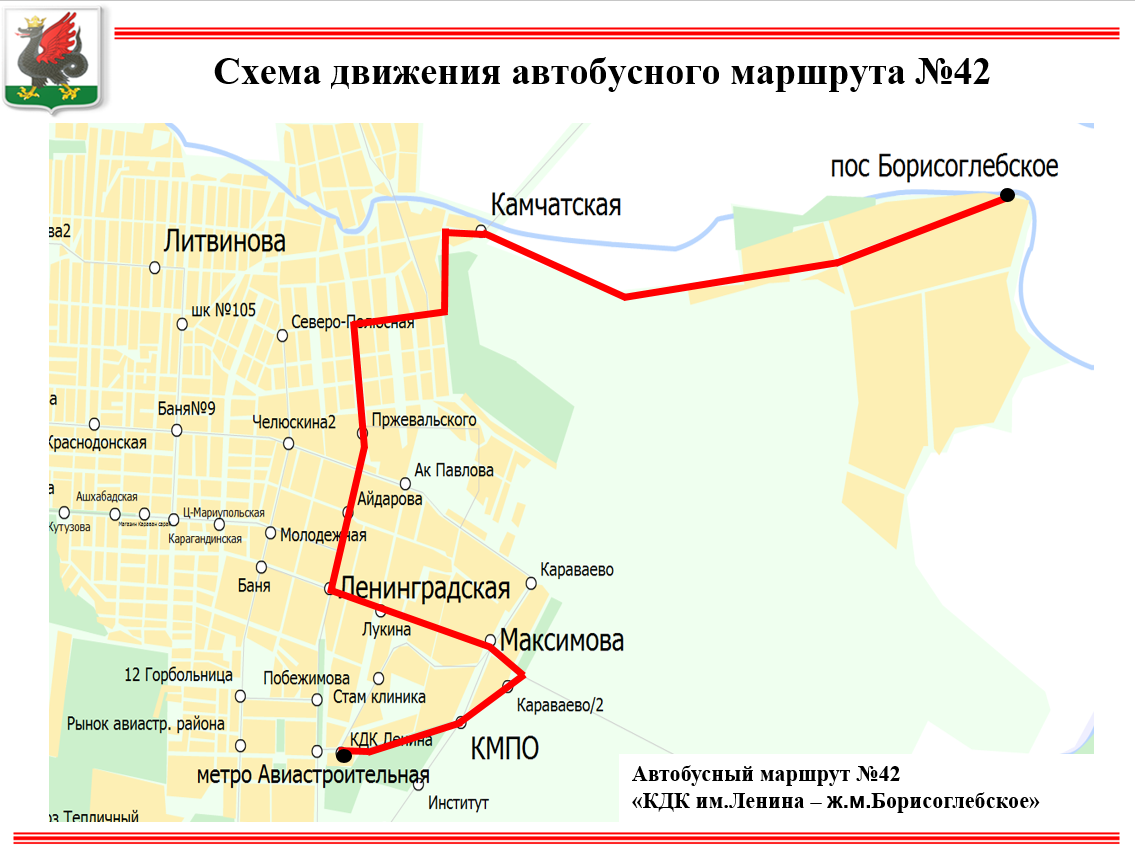 Схема движения автобусного маршрута №42
пос Борисоглебское
Камчатская
ва2
Литвинова
шк №105
Северо-Полюсная
а
Баня№9
Челюскина2
Пржевальского
Краснодонская
Ак Павлова
а
Ашхабадская
Айдарова
Кутузова
Ц-Мариупольская
Карагандинская
Молодежная
Баня
Караваево
Ленинградская
Лукина
Максимова
12 Горбольница
Побежимова
Стам клиника
Караваево/2
Рынок авиастр. района
КДК Ленина
КМПО
метро Авиастроительная
Институт
оз Тепличный
Автобусный маршрут №42
«КДК им.Ленина – ж.м.Борисоглебское»